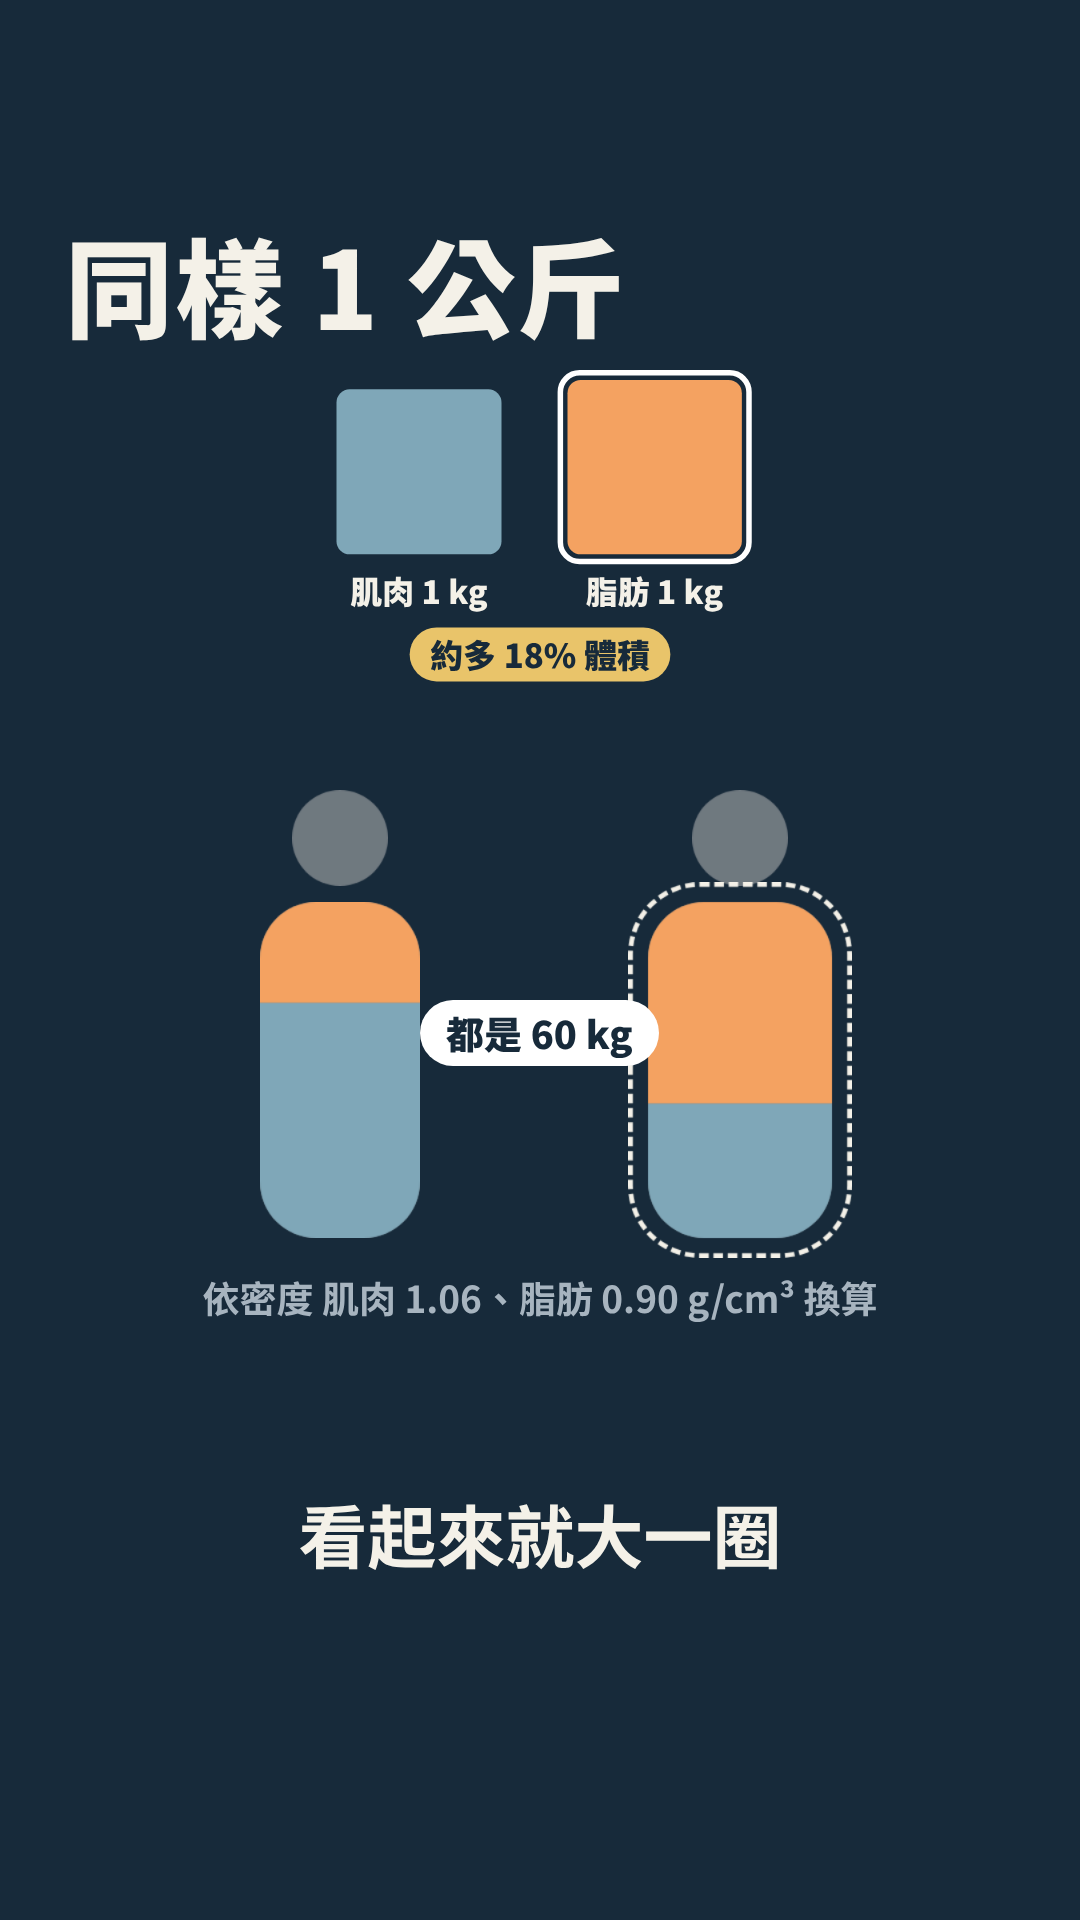 同樣 1 公斤
肌肉 1 kg
脂肪 1 kg
約多 18% 體積
都是 60 kg
依密度 肌肉 1.06、脂肪 0.90 g/cm³ 換算
看起來就大一圈